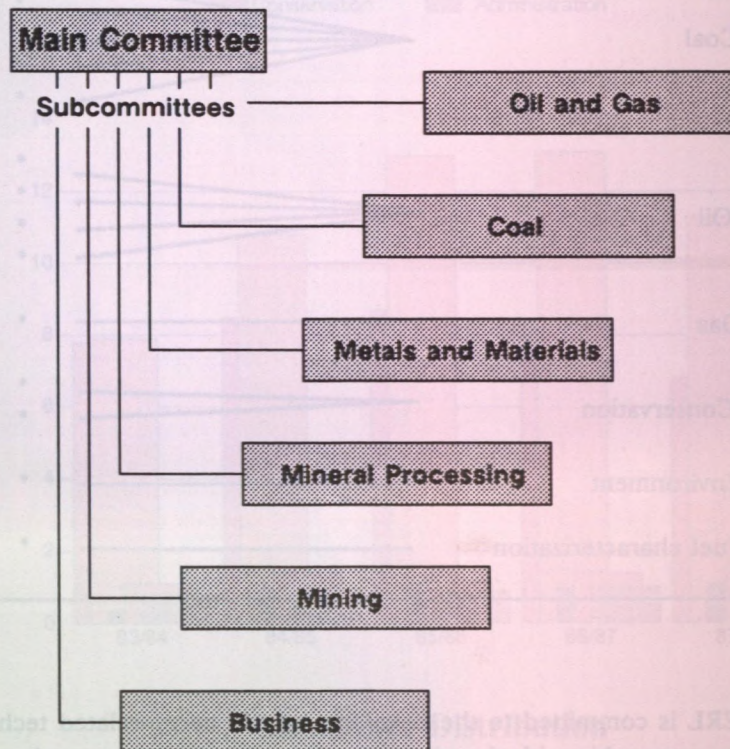 Main Committee
Subcommittees
Oil and Gas
Coal
Metals and Materials
Mineral Processing
Mining
Business